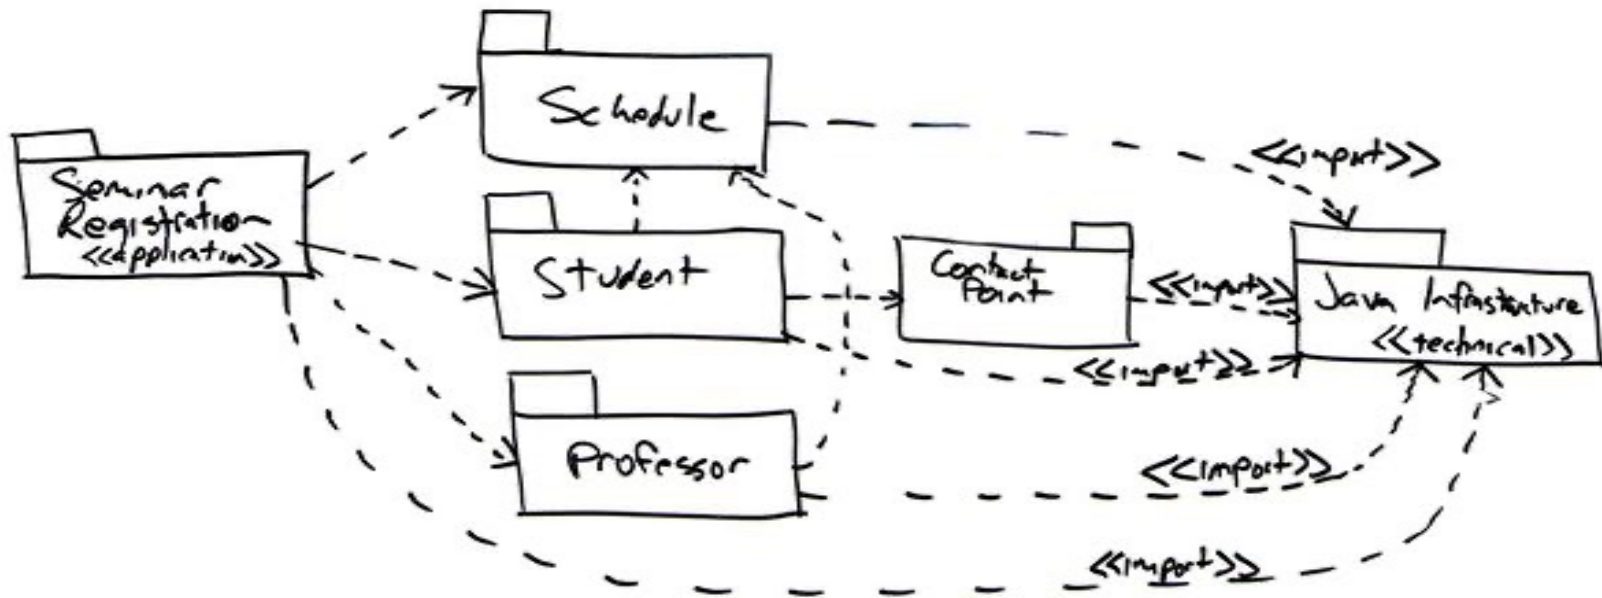 Schedule
<<import>>
Seminar
Registration
<<application>>
Student
Contact
Point
<<import>>
Java Infrastructure
<<technical>>
<<import>>
Professor
<<import>>
<<import>>